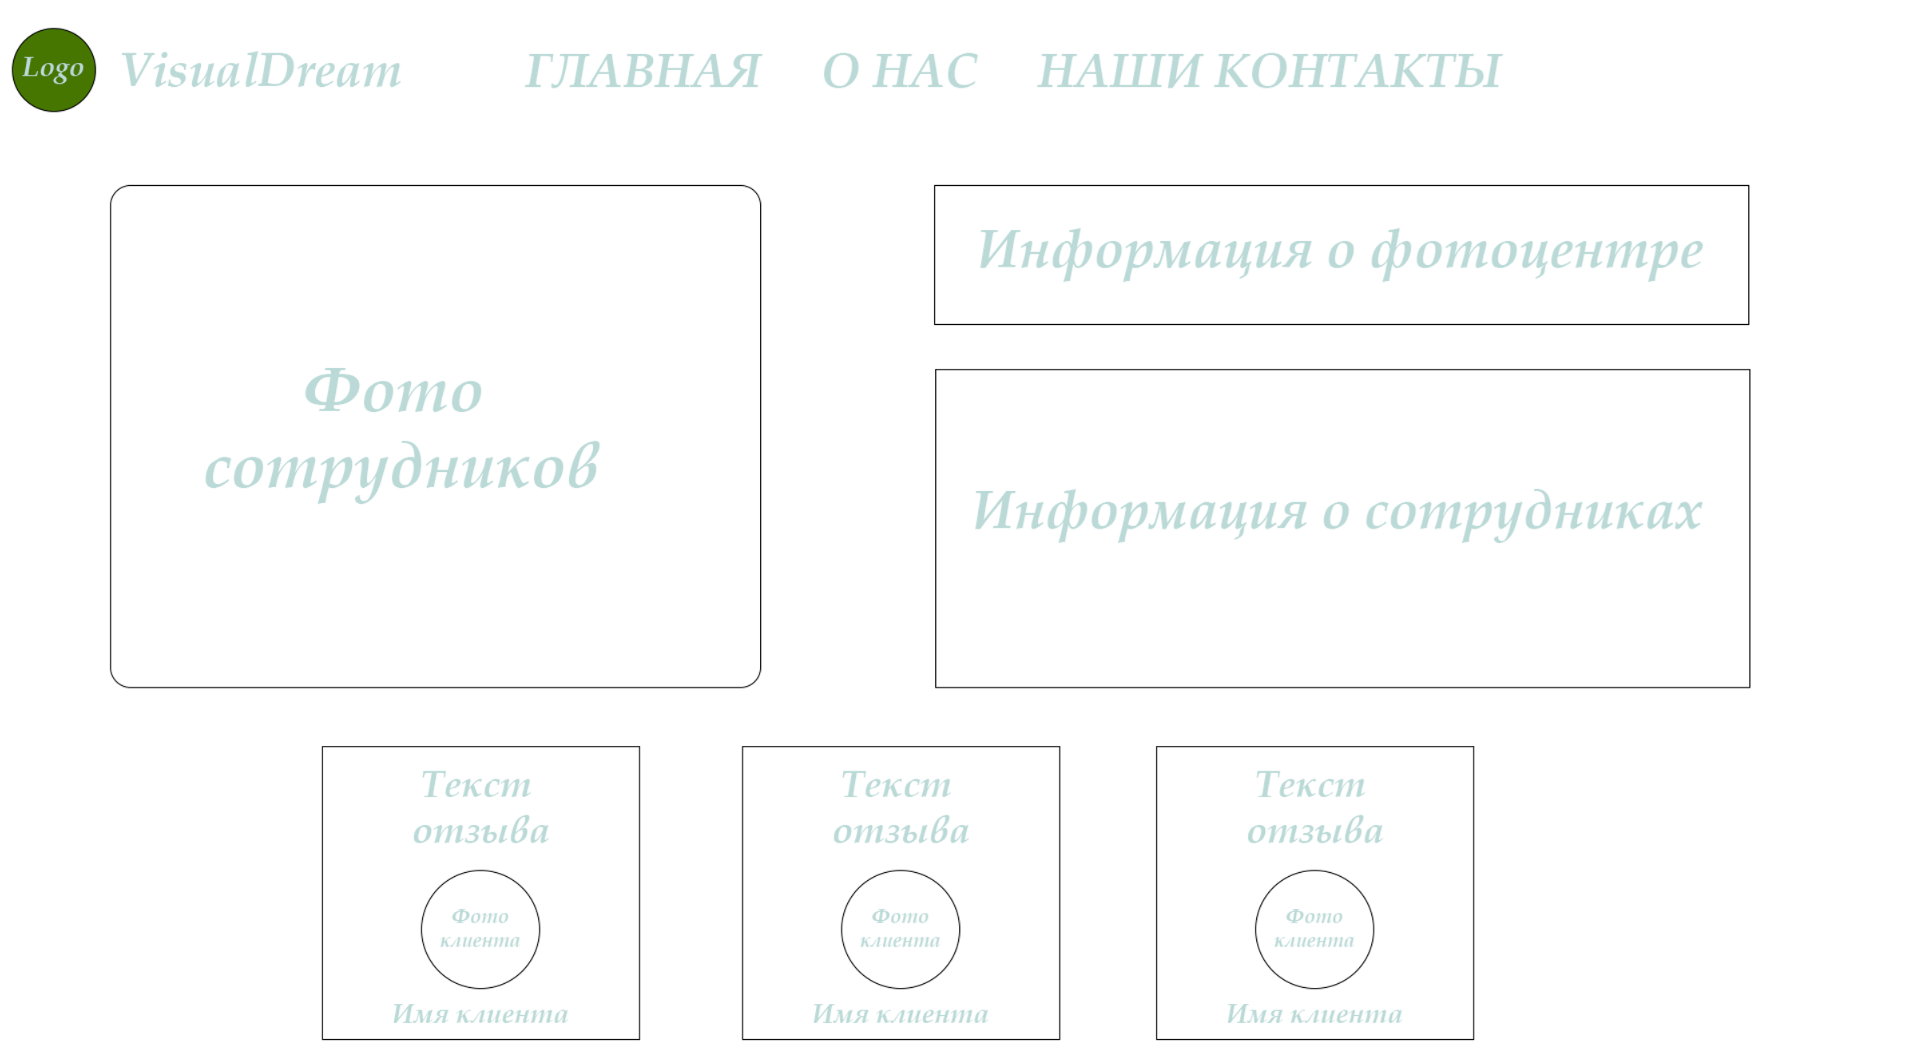 Logo VisualDream ГЛАВНАЯ О НАС НАШИ КОНТАКТЫ
Фото
сотрудников
Информация о фотоцентре
Информация о сотрудниках
Текст
отзыва
Фото
клиента
Имя клиента
Текст
отзыва
Фото
клиента
Имя клиента
Текст
отзыва
Фото
клиента
Имя клиента